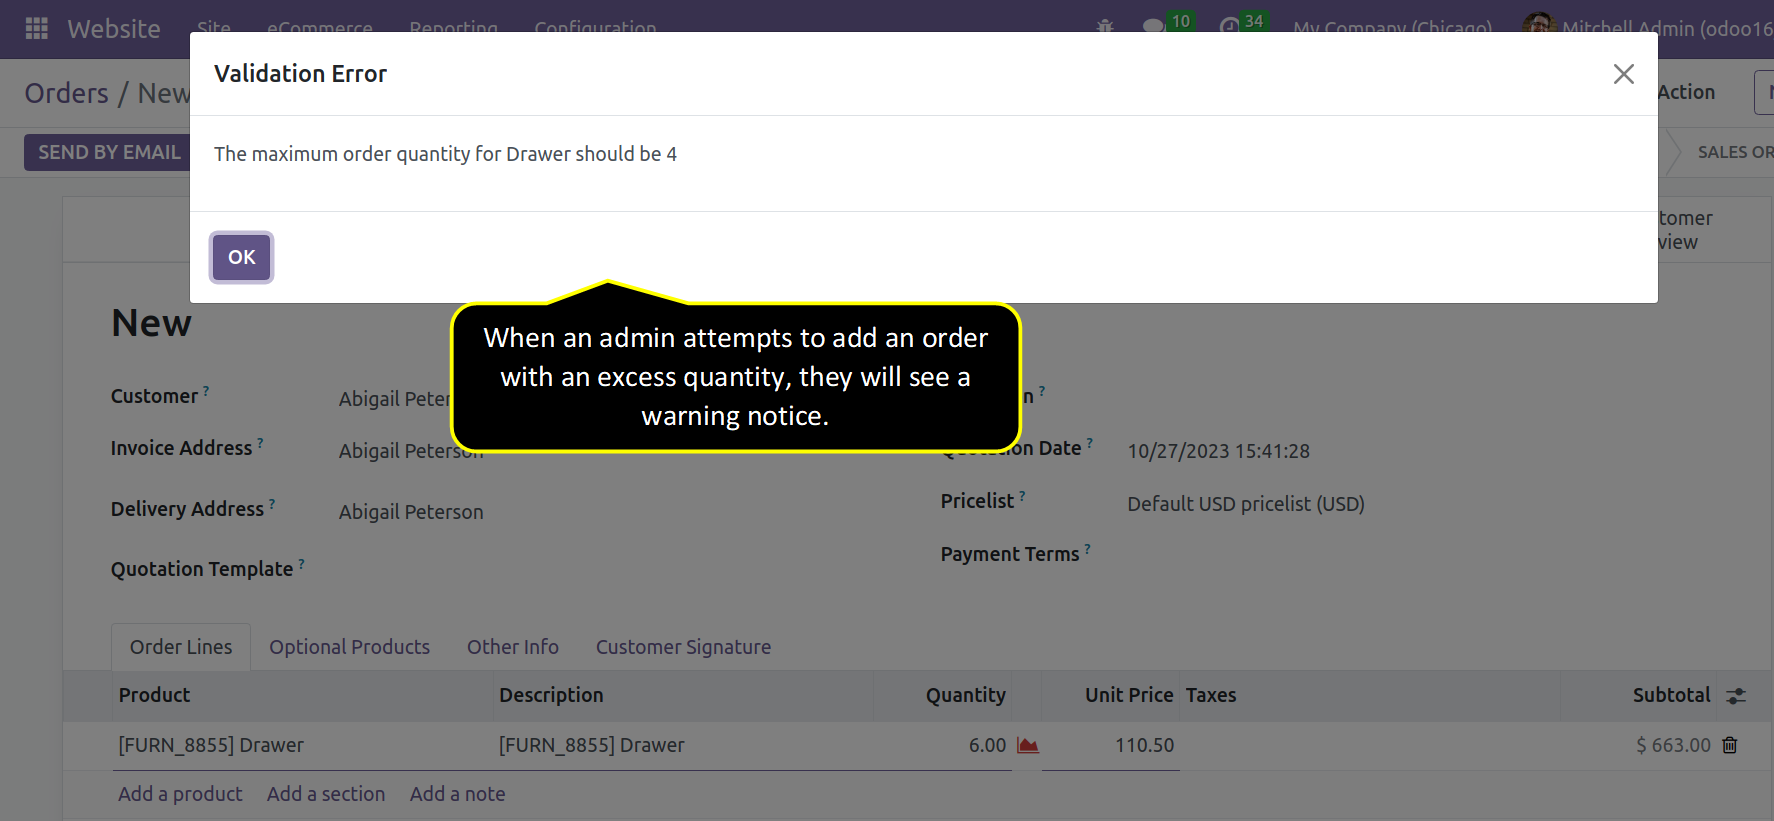 Website Site eCommerce Reporting Configuration 10 34 My Company (Chicago) Mitchell Admin (odoo16
Validation Error
Orders / New Action
The maximum order quantity for Drawer should be 4
SEND BY EMAIL SALES OR
tomer
view
OK
New
When an admin attempts to add an order
with an excess quantity, they will see a
warning notice.
Customer ? Abigail Peter n ?
Invoice Address ? Abigail Peterson Quotation Date ? 10/27/2023 15:41:28
Delivery Address ? Abigail Peterson Pricelist ? Default USD pricelist (USD)
Quotation Template ? Payment Terms ?
Order Lines Optional Products Other Info Customer Signature
Product Description Quantity Unit Price Taxes Subtotal
[FURN_8855] Drawer [FURN_8855] Drawer 6.00 110.50 $ 663.00
Add a product Add a section Add a note